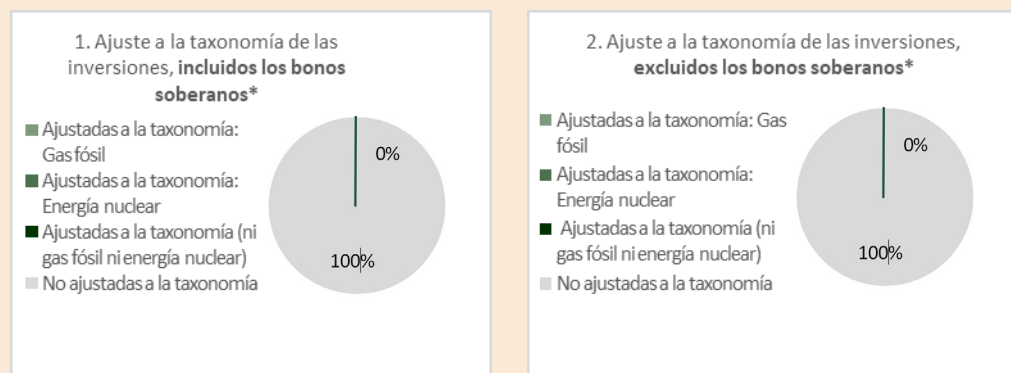 1. Ajuste a la taxonomía de las
inversiones, incluidos los bonos
soberanos*
Ajustadas a la taxonomía:
Gas fósil
Ajustadas a la taxonomía:
Energía nuclear
Ajustadas a la taxonomía (ni
gas fósil ni energía nuclear)
No ajustadas a la taxonomía
0%
100%
2. Ajuste a la taxonomía de las inversiones,
excluidos los bonos soberanos*
Ajustadas a la taxonomía: Gas
fósil
Ajustadas a la taxonomía:
Energía nuclear
Ajustadas a la taxonomía (ni
gas fósil ni energía nuclear)
No ajustadas a la taxonomía
0%
100%